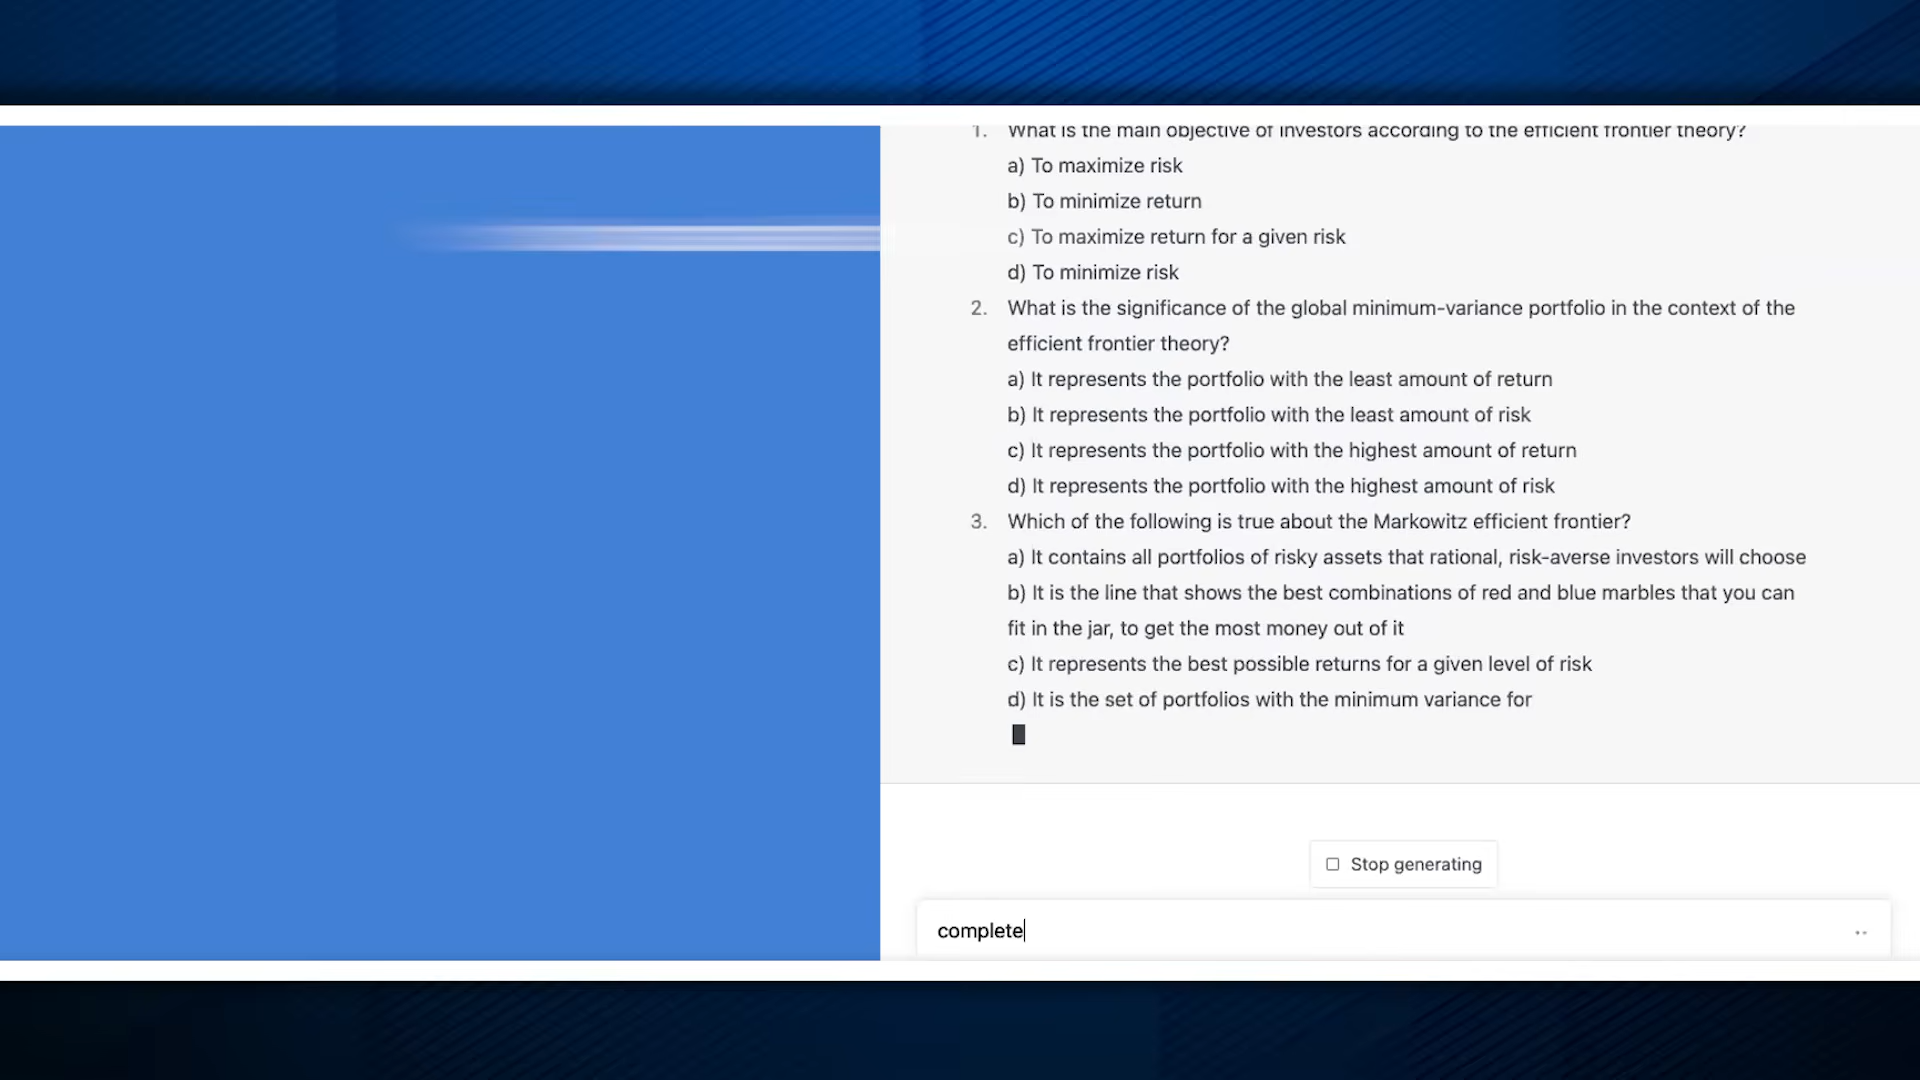 1. What is the main objective of investors according to the efficient frontier theory?
a) To maximize risk
b) To minimize return
c) To maximize return for a given risk
d) To minimize risk
2. What is the significance of the global minimum-variance portfolio in the context of the
efficient frontier theory?
a) It represents the portfolio with the least amount of return
b) It represents the portfolio with the least amount of risk
c) It represents the portfolio with the highest amount of return
d) It represents the portfolio with the highest amount of risk
3. Which of the following is true about the Markowitz efficient frontier?
a) It contains all portfolios of risky assets that rational, risk-averse investors will choose
b) It is the line that shows the best combinations of red and blue marbles that you can
fit in the jar, to get the most money out of it
c) It represents the best possible returns for a given level of risk
d) It is the set of portfolios with the minimum variance for
Stop generating
complete